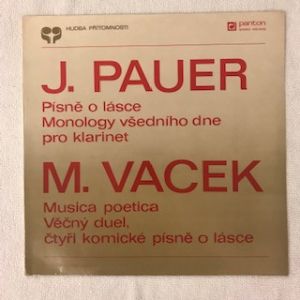 HUDBA PŘÍTOMNOSTI
panton
J. PAUER
Písně o lásce
Monology všedního dne
pro klarinet
M. VACEK
Musica poetica
Věčný duel,
čtyři komické písně o lásce